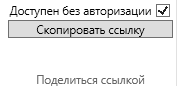 Доступен без авторизации
Скопировать ссылку
Поделиться ссылкой